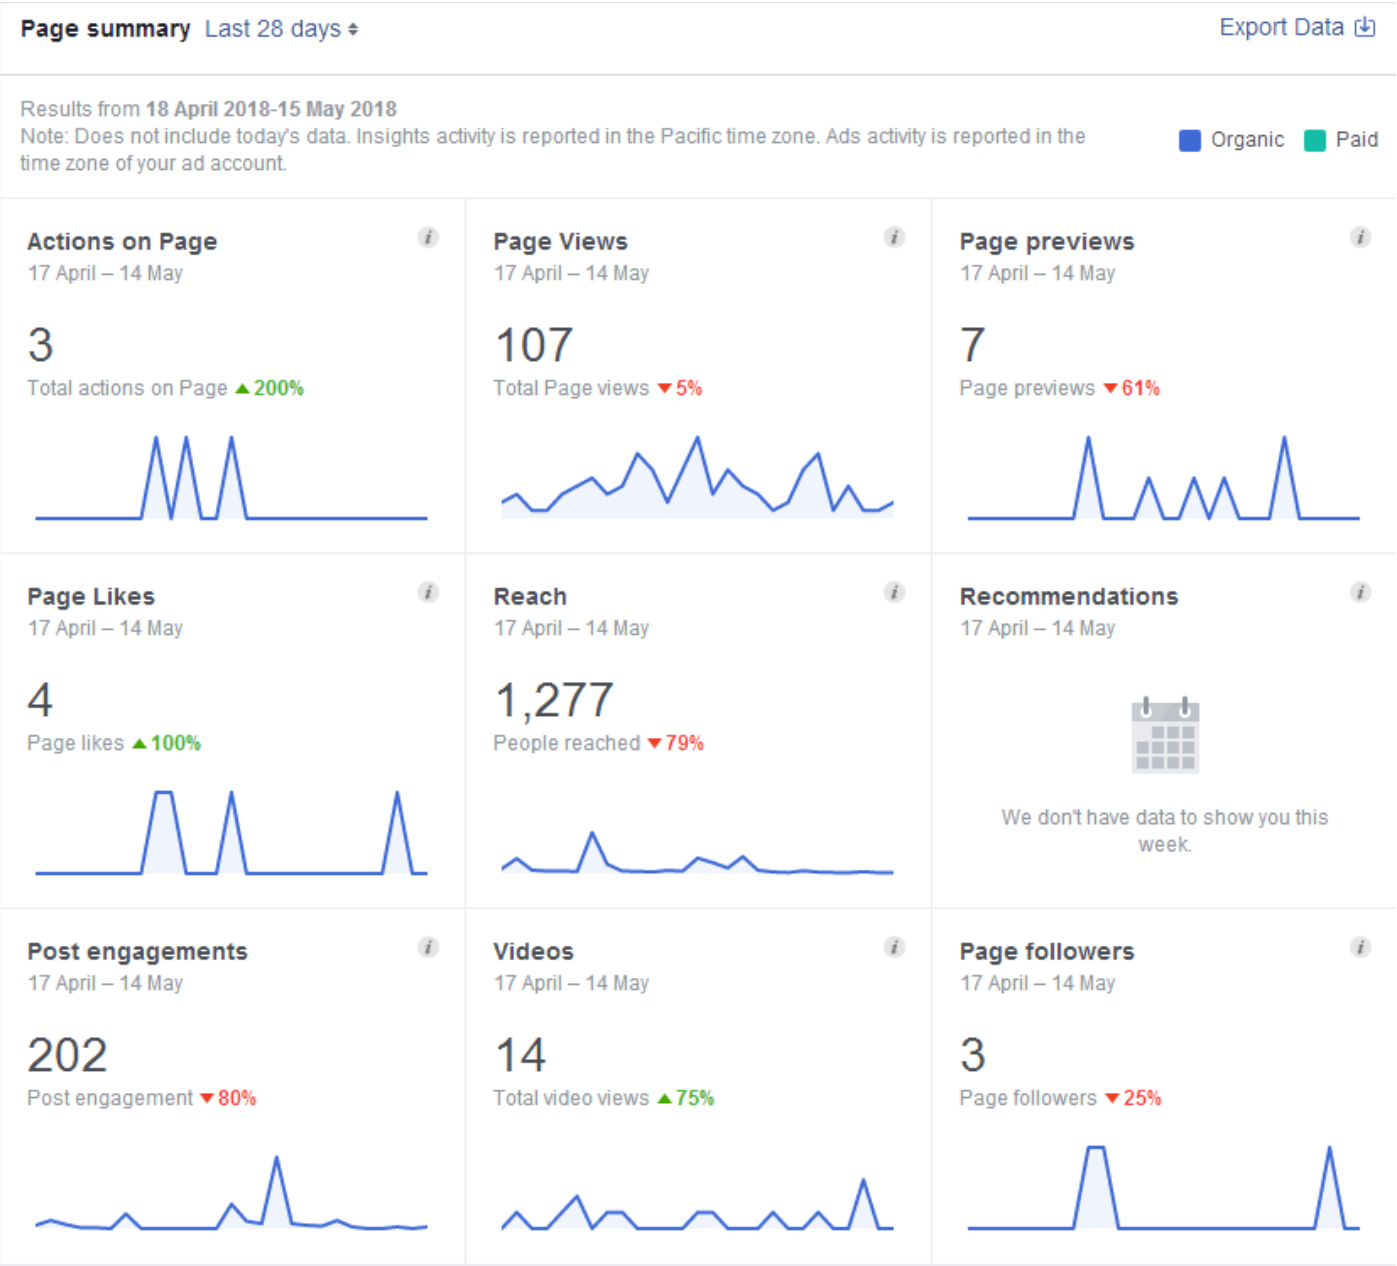 Page summary Last 28 days
Export Data
Results from 18 April 2018-15 May 2018
Note: Does not include today's data. Insights activity is reported in the Pacific time zone. Ads activity is reported in the
time zone of your ad account.
Organic Paid
Actions on Page
17 April – 14 May
3
Total actions on Page 200%
Page Views
17 April – 14 May
107
Total Page views 5%
Page previews
17 April – 14 May
7
Page previews 61%
Page Likes
17 April – 14 May
4
Page likes 100%
Reach
17 April – 14 May
1,277
People reached 79%
Recommendations
17 April – 14 May
We don't have data to show you this
week.
Post engagements
17 April – 14 May
202
Post engagement 80%
Videos
17 April – 14 May
14
Total video views 75%
Page followers
17 April – 14 May
3
Page followers 25%